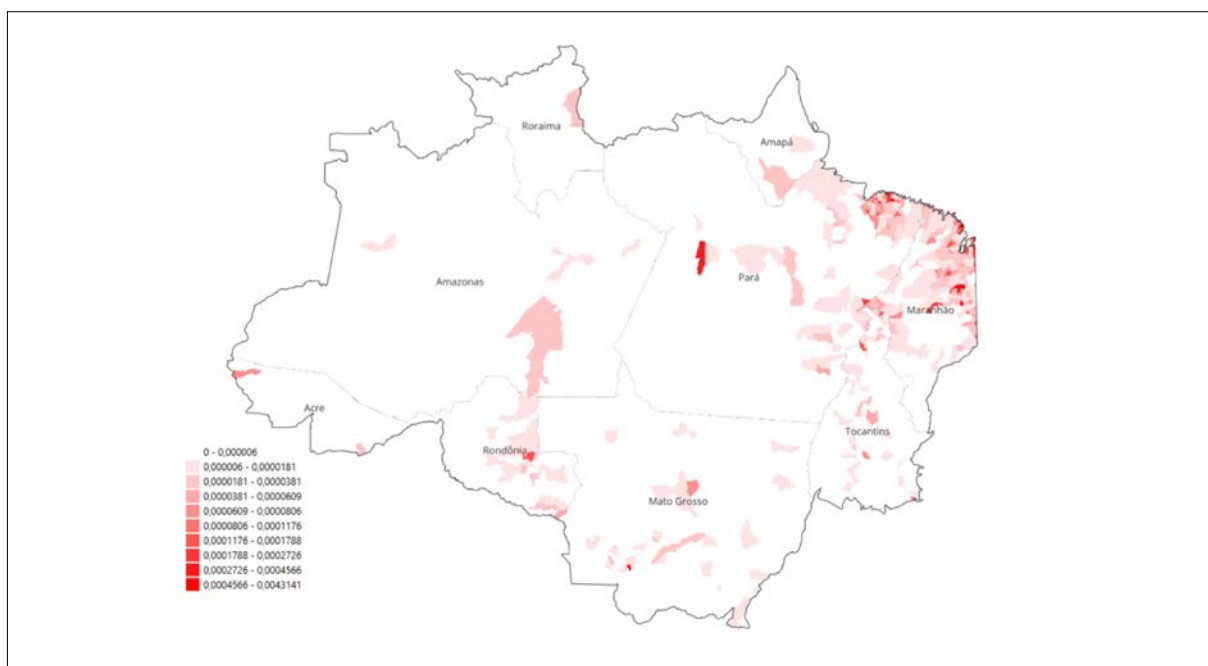 Roraima
Amapá
Amazonas
Pará
Maranhão
Acre
Tocantins
Rondônia
Mato Grosso
0 - 0,000006
0,000006 - 0,0000181
0,0000181 - 0,0000381
0,0000381 - 0,0000609
0,0000609 - 0,0000806
0,0000806 - 0,0001176
0,0001176 - 0,0001788
0,0001788 - 0,0002726
0,0002726 - 0,0004566
0,0004566 - 0,0043141